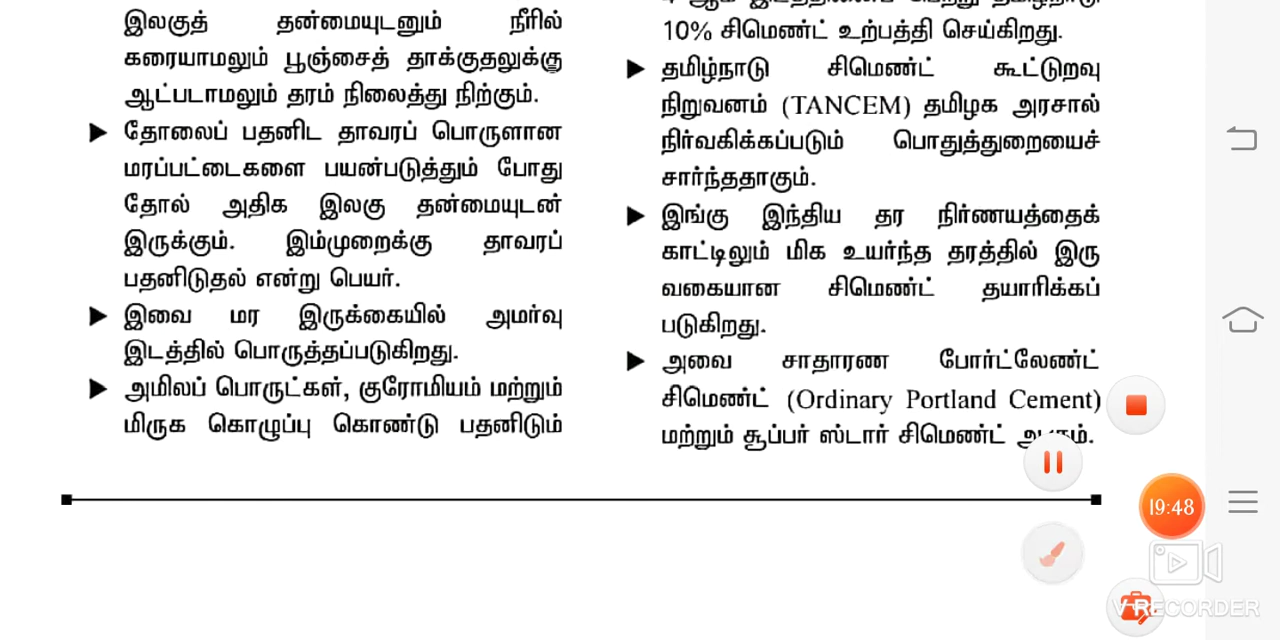 இலகுத் தன்மையுடனும் நீரில்
கரையாமலும் பூஞ்சைத் தாக்குதலுக்கு
ஆட்படாமலும் தரம் நிலைத்து நிற்கும்.
▶ தோலைப் பதனிட தாவரப் பொருளான
மரப்பட்டைகளை பயன்படுத்தும் போது
தோல் அதிக இலகு தன்மையுடன்
இருக்கும். இம்முறைக்கு தாவரப்
பதனிடுதல் என்று பெயர்.
▶ இவை மர இருக்கையில் அமர்வு
இடத்தில் பொருத்தப்படுகிறது.
▶ அமிலப் பொருட்கள், குரோமியம் மற்றும்
மிருக கொழுப்பு கொண்டு பதனிடும்
10% சிமெண்ட் உற்பத்தி செய்கிறது.
▶ தமிழ்நாடு சிமெண்ட் கூட்டுறவு
நிறுவனம் (TANCEM) தமிழக அரசால்
நிர்வகிக்கப்படும் பொதுத்துறையைச்
சார்ந்ததாகும்.
▶ இங்கு இந்திய தர நிர்ணயத்தைக்
காட்டிலும் மிக உயர்ந்த தரத்தில் இரு
வகையான சிமெண்ட் தயாரிக்கப்
படுகிறது.
▶ அவை சாதாரண போர்ட்லேண்ட்
சிமெண்ட் (Ordinary Portland Cement)
மற்றும் சூப்பர் ஸ்டார் சிமெண்ட்
19:48
V RECORDER